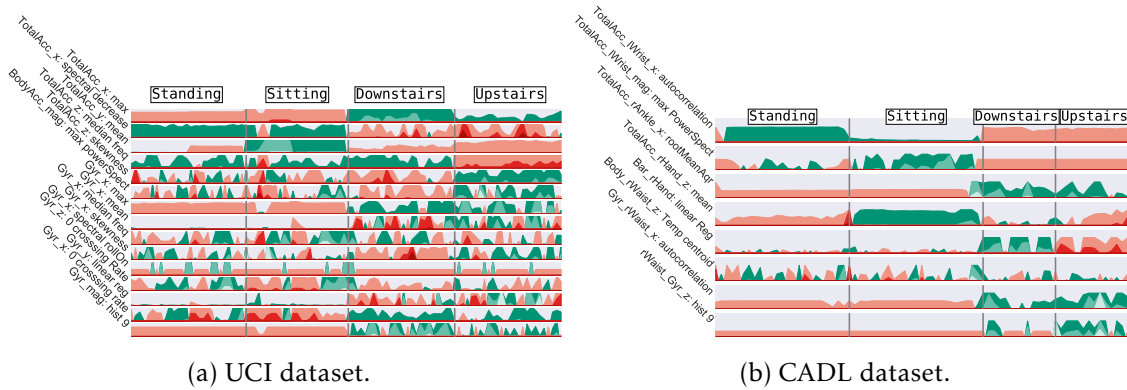 TotalAcc_x: max
TotalAcc_x: spectral decrease
TotalAcc_y: mean
TotalAcc_z: median freq
TotalAcc_z: skewness
BodyAcc_mag: max powerSpect
Gyr_x: max
Gyr_x: mean
Gyr_x: median freq
Gyr_x: skewness
Gyr_x: spectral rollOn
Gyr_z: 0 crosssing Rate
Gyr_y: linear reg
Gyr_x: 0 crossing rate
Gyr_mag: hist 9
Standing
Sitting
Downstairs
Upstairs
(a) UCI dataset.
TotalAcc_lWrist_x: autocorrelation
TotalAcc_lWrist_mag: max PowerSpect
TotalAcc_rAnkle_x: rootMeanAqr
TotalAcc_rHand_z: mean
Bar_rHand: linear Reg
Body_rWaist_z: Temp centroid
Gyr_rWaist_x: autocorrelation
rWaist_Gyr_z: hist 9
Standing
Sitting
Downstairs
Upstairs
(b) CADL dataset.